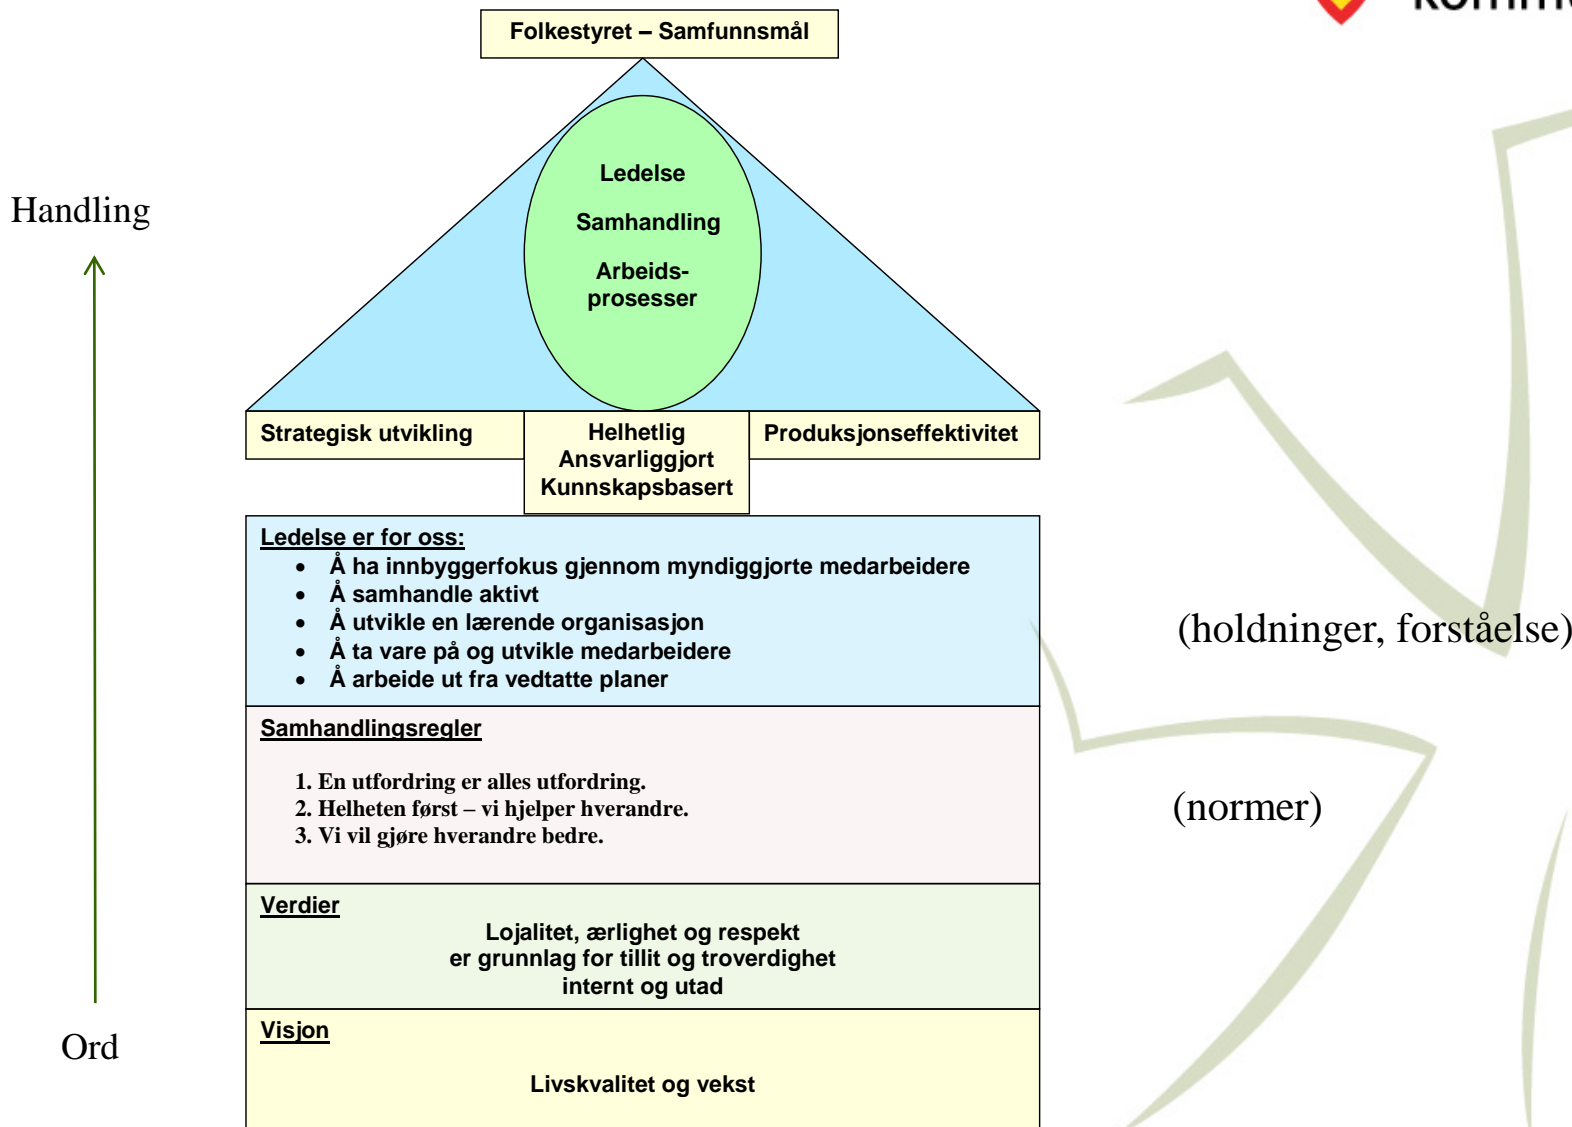 Folkestyret – Samfunnsmål
Ledelse
Samhandling
Arbeids-
prosesser
Handling
Strategisk utvikling
Helhetlig
Ansvarliggjort
Kunnskapsbasert
Produksjonseffektivitet
Ledelse er for oss:
• Å ha innbyggerfokus gjennom myndiggjorte medarbeidere
• Å samhandle aktivt
• Å utvikle en lærende organisasjon
• Å ta vare på og utvikle medarbeidere
• Å arbeide ut fra vedtatte planer
(holdninger, forståelse)
Samhandlingsregler
1. En utfordring er alles utfordring.
2. Helheten først – vi hjelper hverandre.
3. Vi vil gjøre hverandre bedre.
(normer)
Verdier
Lojalitet, ærlighet og respekt
er grunnlag for tillit og troverdighet
internt og utad
Visjon
Livskvalitet og vekst
Ord